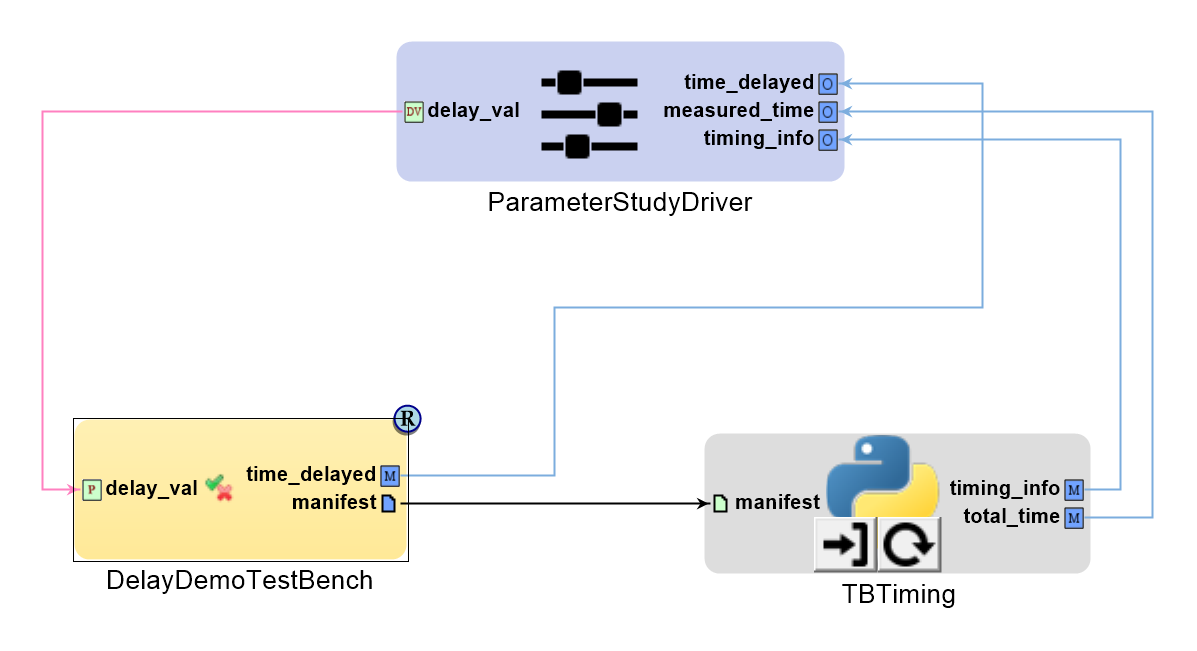 time_delayed
DV delay_val
measured_time
timing_info
O
O
O
ParameterStudyDriver
R
P delay_val
time_delayed M
manifest
DelayDemoTestBench
manifest
timing_info M
total_time M
TBTiming